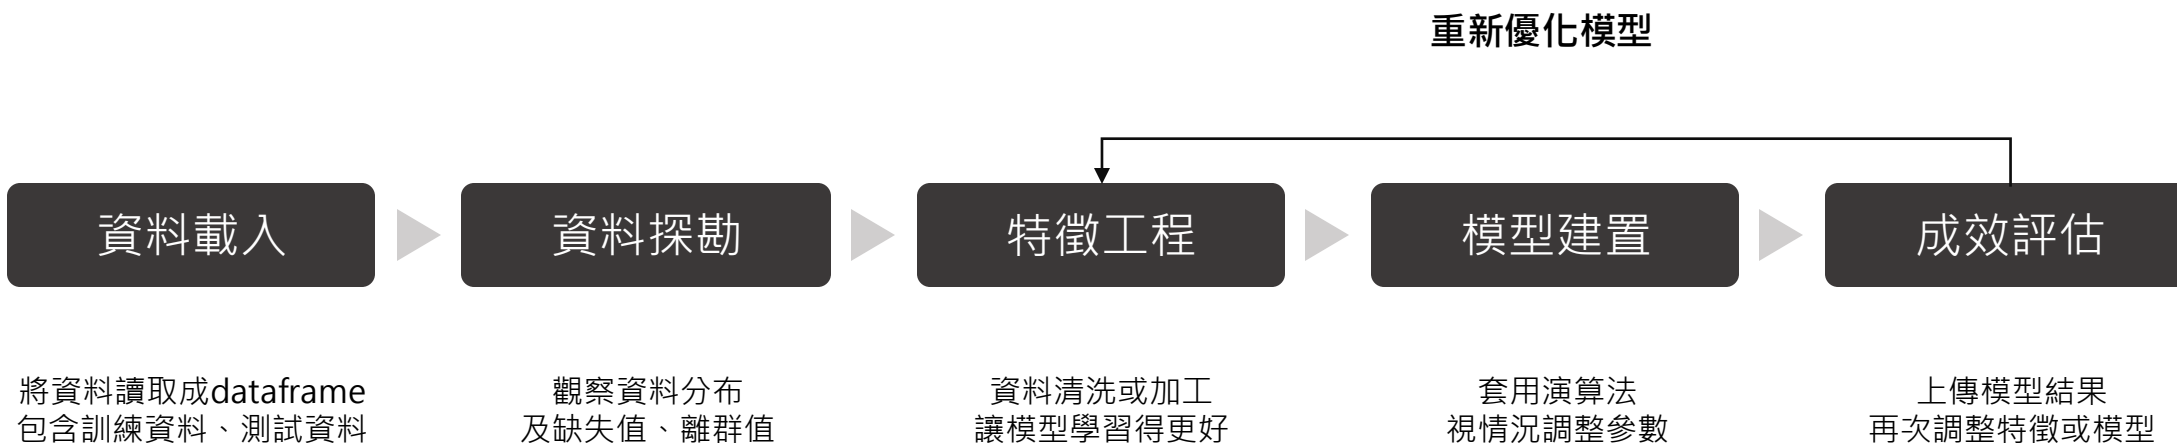 重新優化模型
資料載入
資料探勘
特徵工程
模型建置
成效評估
將資料讀取成dataframe
包含訓練資料、測試資料
觀察資料分布
及缺失值、離群值
資料清洗或加工
讓模型學習得更好
套用演算法
視情況調整參數
上傳模型結果
再次調整特徵或模型